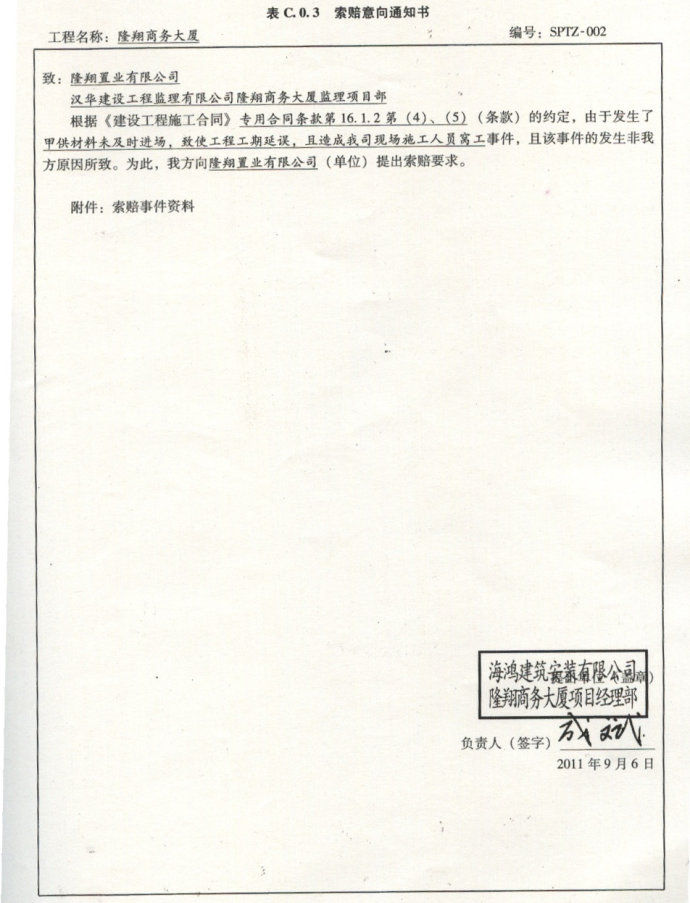 表 C.0.3 索赔意向通知书
工程名称：隆翔商务大厦 编号：SPTZ-002
致：隆翔置业有限公司
汉华建设工程监理有限公司隆翔商务大厦监理项目部
根据《建设工程施工合同》专用合同条款第 16.1.2 第（4）、（5）（条款）的约定，由于发生了
甲供材料未及时进场，致使工程工期延误，且造成我司现场施工人员窝工事件，且该事件的发生非我
方原因所致。为此，我方向隆翔置业有限公司（单位）提出索赔要求。
附件：索赔事件资料
海鸿建筑安装有限公司
提出单位（盖章）
隆翔商务大厦项目经理部
负责人（签字）
2011 年 9 月 6 日